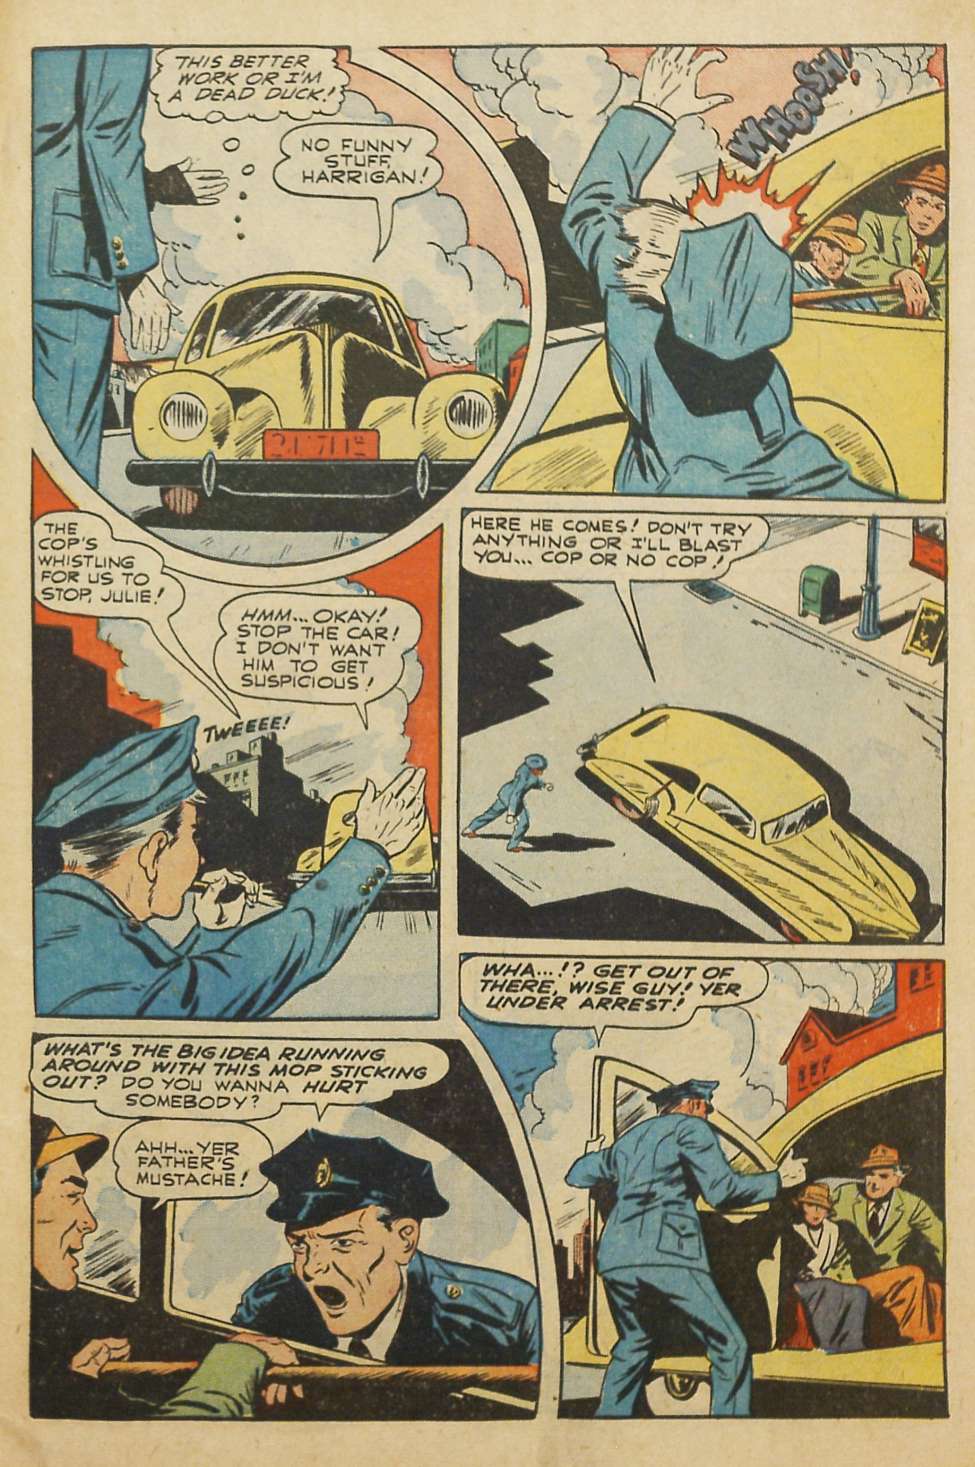 THIS BETTER
WORK OR I'M
A DEAD DUCK!
NO FUNNY
STUFF,
HARRIGAN!
WHOOSH!
THE
COP'S
WHISTLING
FOR US TO
STOP, JULIE!
HMM... OKAY!
STOP THE CAR!
I DON'T WANT
HIM TO GET
SUSPICIOUS!
TWEEEE!
HERE HE COMES! DON'T TRY
ANYTHING OR I'LL BLAST
YOU... COP OR NO COP!
WHAT'S THE BIG IDEA RUNNING
AROUND WITH THIS MOP STICKING
OUT? DO YOU WANNA HURT
SOMEBODY?
AHH...YER
FATHER'S
MUSTACHE!
WHA...!? GET OUT OF
THERE, WISE GUY! YER
UNDER ARREST!